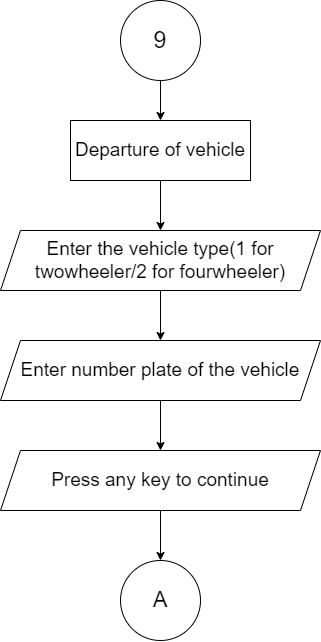 9
Departure of vehicle
Enter the vehicle type(1 for
twowheeler/2 for fourwheeler)
Enter number plate of the vehicle
Press any key to continue
A